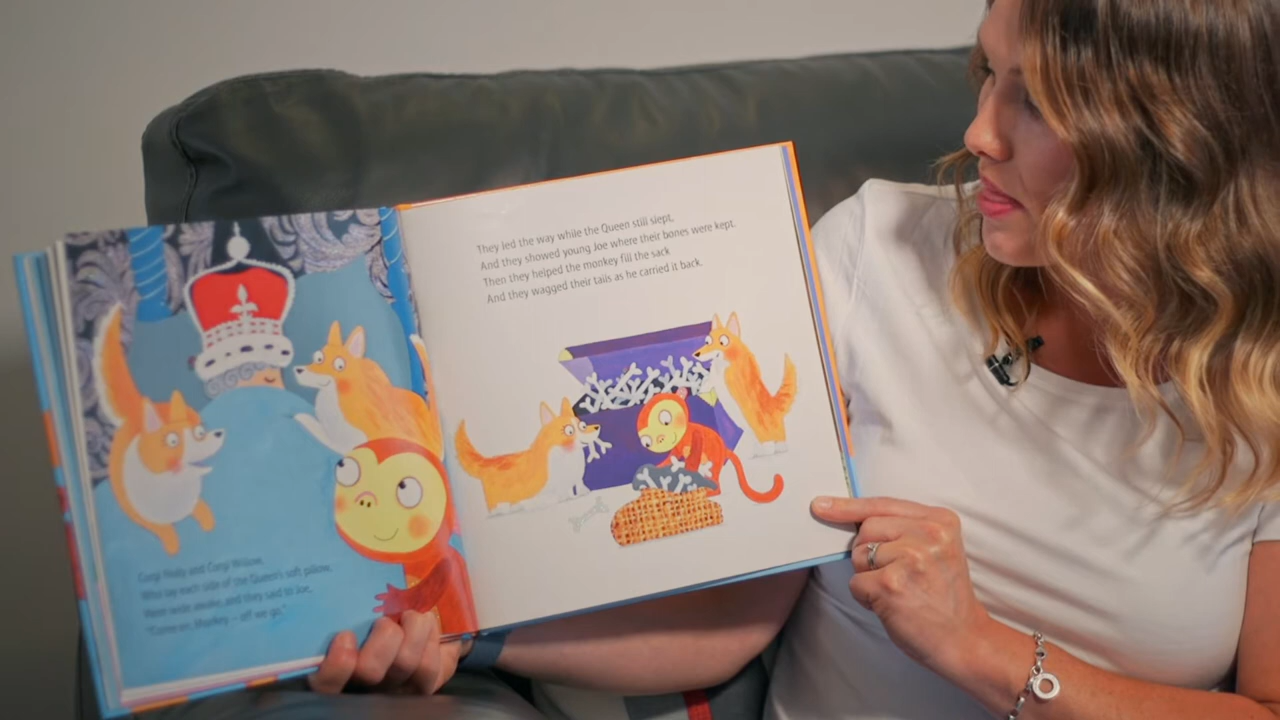 Corgi Holly and Corgi Willow,
Who lay each side of the Queen's soft pillow,
Were wide awake and they said to Joe,
"Come on, Monkey – off we go."
They led the way while the Queen still slept,
And they showed young Joe where their bones were kept.
Then they helped the monkey fill the sack
And they wagged their tails as he carried it back.